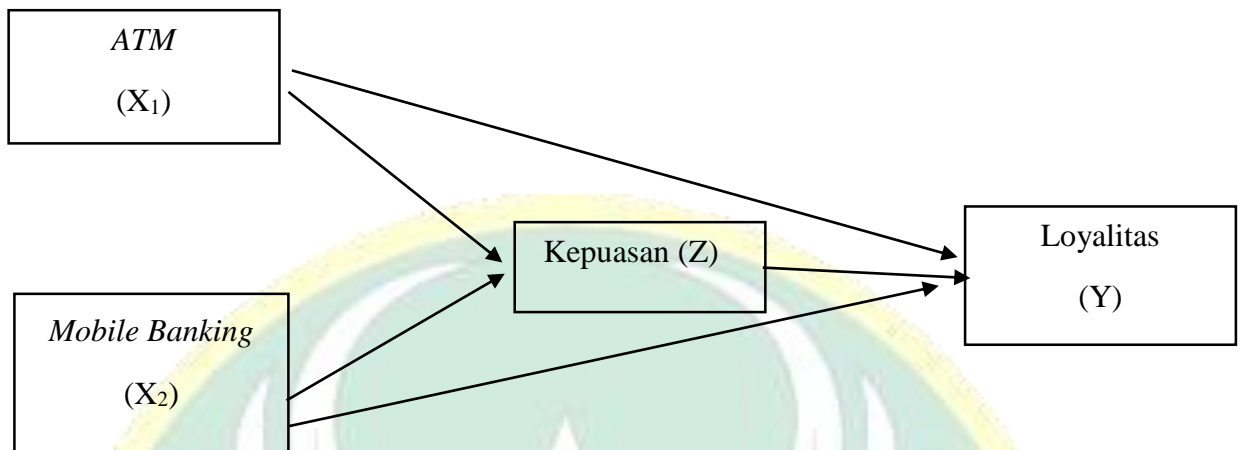 ATM
(X₁)
Kepuasan (Z)
Loyalitas
(Y)
Mobile Banking
(X₂)